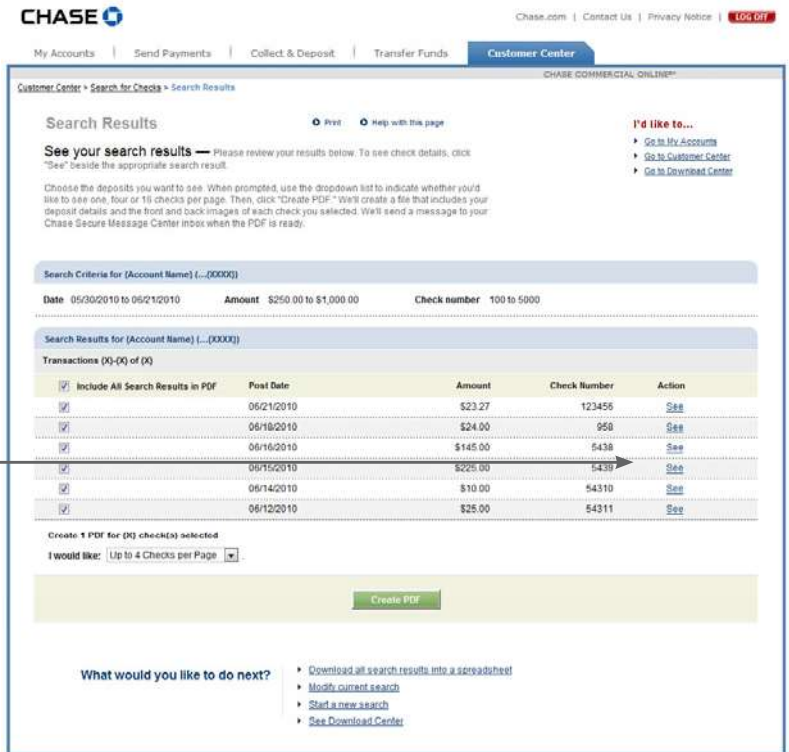 CHASE
Chase.com | Contact Us | Privacy Notice | LOG OFF
My Accounts | Send Payments | Collect & Deposit | Transfer Funds Customer Center
CHASE COMMERCIAL ONLINE℠
Customer Center > Search for Checks > Search Results
Search Results
Print Help with this page
See your search results — Please review your results below. To see check details, click
"See" beside the appropriate search result.
Choose the deposits you want to see. When prompted, use the dropdown list to indicate whether you'd
like to see one, four or 16 checks per page. Then, click "Create PDF." We'll create a file that includes your
deposit details and the front and back images of each check you selected. We'll send a message to your
Chase Secure Message Center inbox when the PDF is ready.
I'd like to...
Go to My Accounts
Go to Customer Center
Go to Download Center
Search Criteria for (Account Name) (...(XXXX))
Date 05/30/2010 to 06/21/2010 Amount $250.00 to $1,000.00 Check number 100 to 5000
Search Results for (Account Name) (...(XXXX))
Transactions (X)-(X) of (X)
Include All Search Results in PDF Post Date Amount Check Number Action
06/21/2010 $23.27 123456 See
06/18/2010 $24.00 958 See
06/16/2010 $145.00 5438 See
06/15/2010 $225.00 5439 See
06/14/2010 $10.00 54310 See
06/12/2010 $25.00 54311 See
Create 1 PDF for (X) check(s) selected
I would like: Up to 4 Checks per Page
Create PDF
What would you like to do next?
Download all search results into a spreadsheet
Modify current search
Start a new search
See Download Center